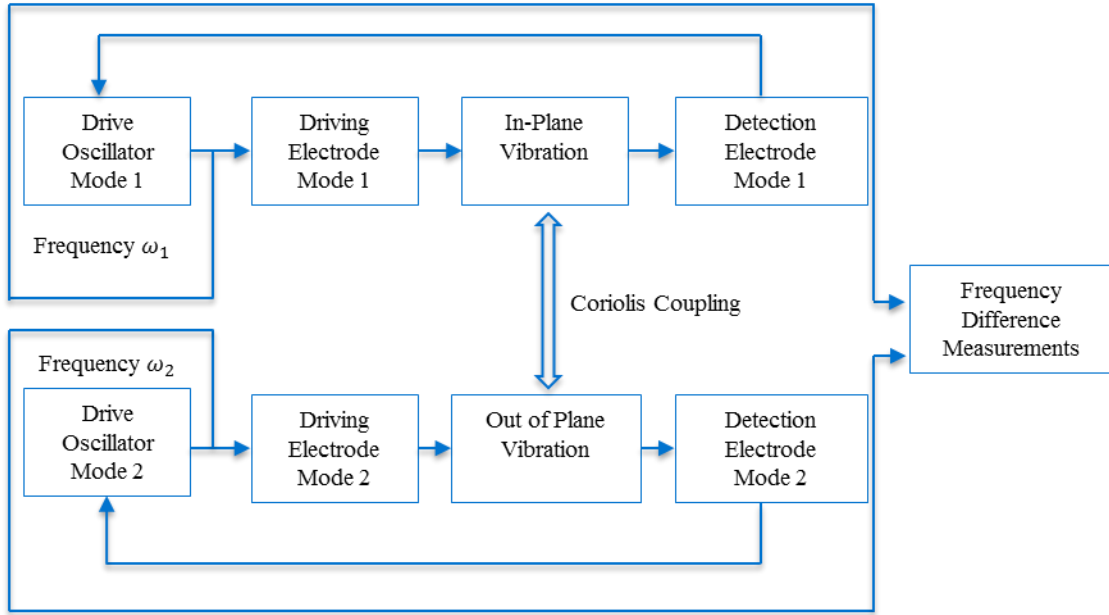 Drive
Oscillator
Mode 1
Driving
Electrode
Mode 1
In-Plane
Vibration
Detection
Electrode
Mode 1
Frequency ω₁
Coriolis Coupling
Frequency
Difference
Measurements
Frequency ω₂
Drive
Oscillator
Mode 2
Driving
Electrode
Mode 2
Out of Plane
Vibration
Detection
Electrode
Mode 2